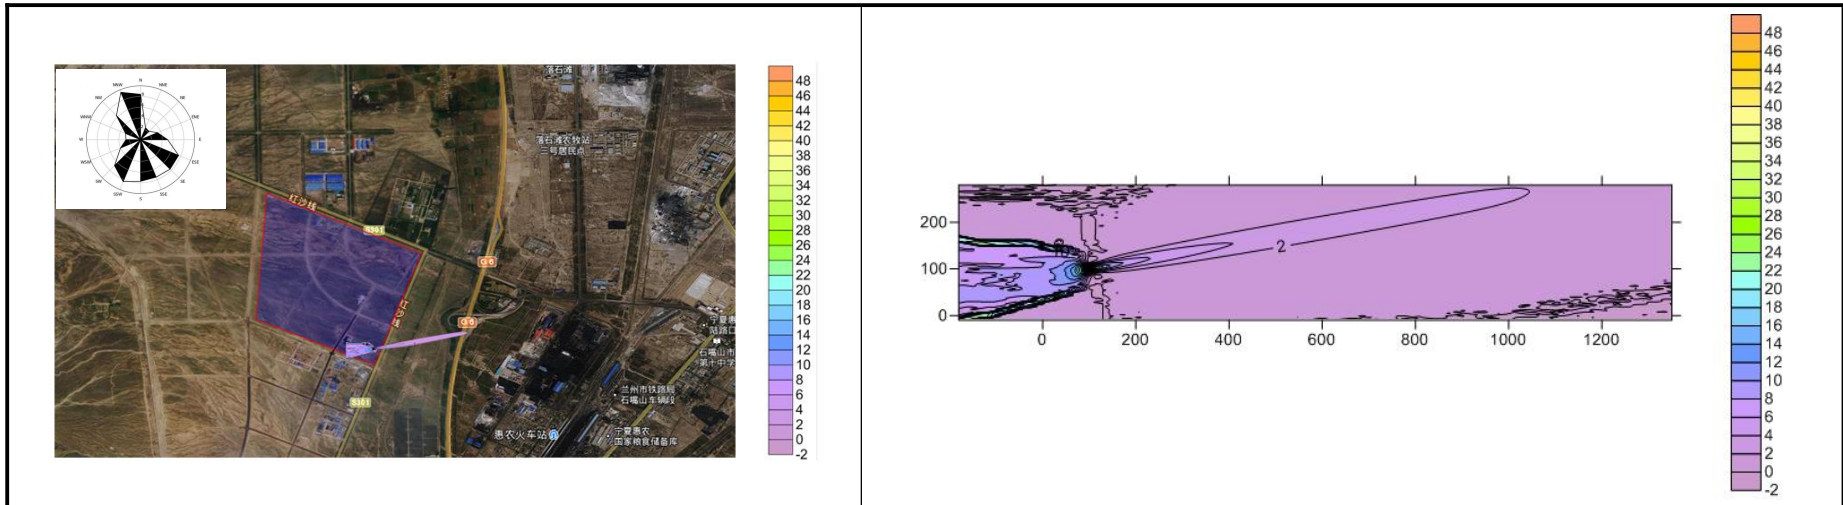 N
NNW
NNE
NW
NE
WNW
ENE
W
E
WSW
ESE
SW
SE
SSW
SSE
S
落石滩
落石滩农牧站
三号居民点
红沙线
S301
G6
红沙线
G6
宁夏惠
陆路口
石嘴山市
第十中学
兰州市铁路局
石嘴山车辆段
S301
惠农火车站
宁夏惠农
国家粮食储备库
48
46
44
42
40
38
36
34
32
30
28
26
24
22
20
18
16
14
12
10
8
6
4
2
0
-2
200
100
0
2
0
200
400
600
800
1000
1200
48
46
44
42
40
38
36
34
32
30
28
26
24
22
20
18
16
14
12
10
8
6
4
2
0
-2